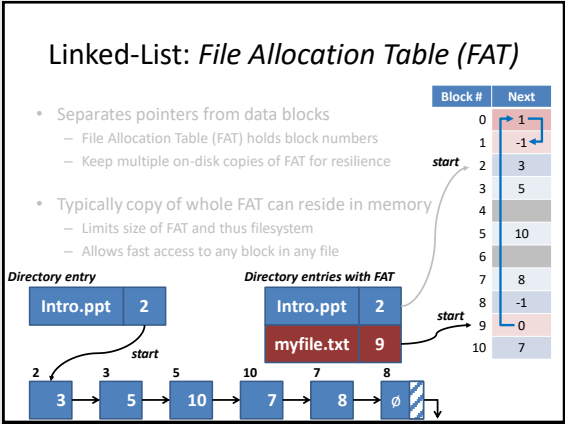 Linked-List: File Allocation Table (FAT)
• Separates pointers from data blocks
– File Allocation Table (FAT) holds block numbers
– Keep multiple on-disk copies of FAT for resilience
• Typically copy of whole FAT can reside in memory
– Limits size of FAT and thus filesystem
– Allows fast access to any block in any file
Block # Next
0 1
1 -1
start
2 3
3 5
4
5 10
6
7 8
8 -1
start
9 0
10 7
Directory entry
Intro.ppt 2
start
Directory entries with FAT
Intro.ppt 2
myfile.txt 9
2 3 5 10 7 8
3 5 10 7 8 ∅